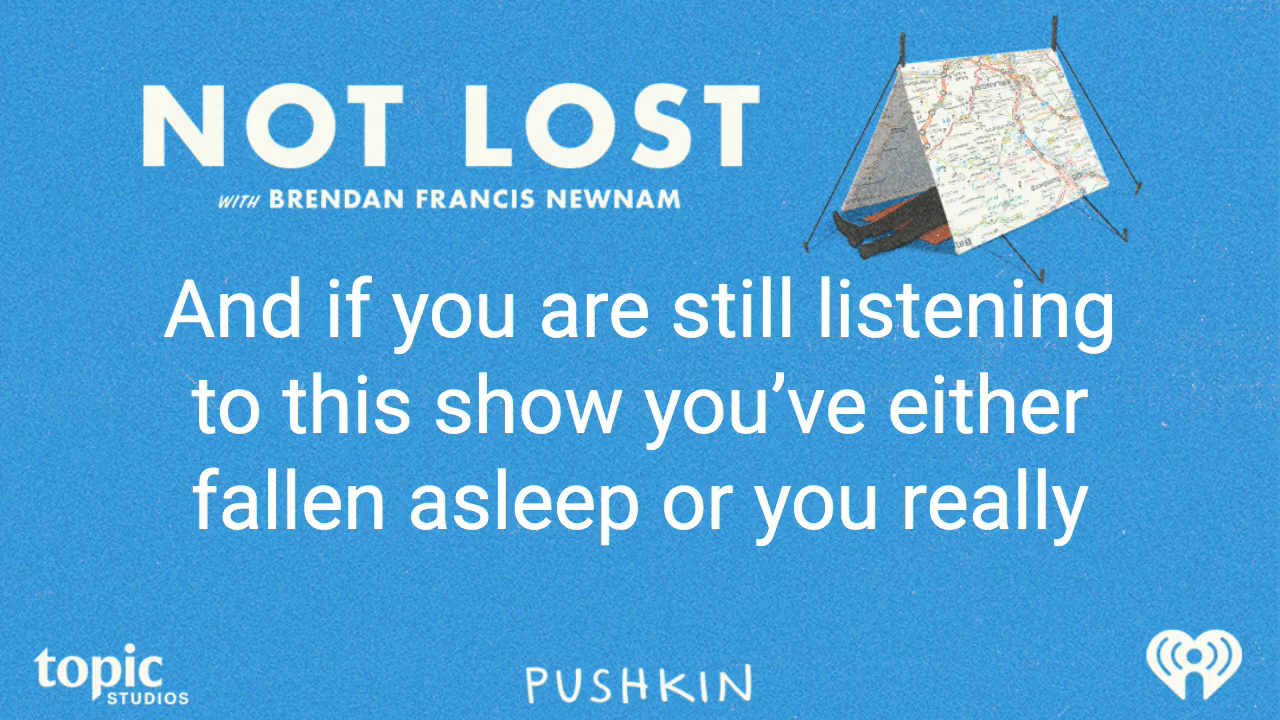 NOT LOST
WITH BRENDAN FRANCIS NEWNAM
And if you are still listening
to this show you’ve either
fallen asleep or you really
topic
STUDIOS
PUSHKIN